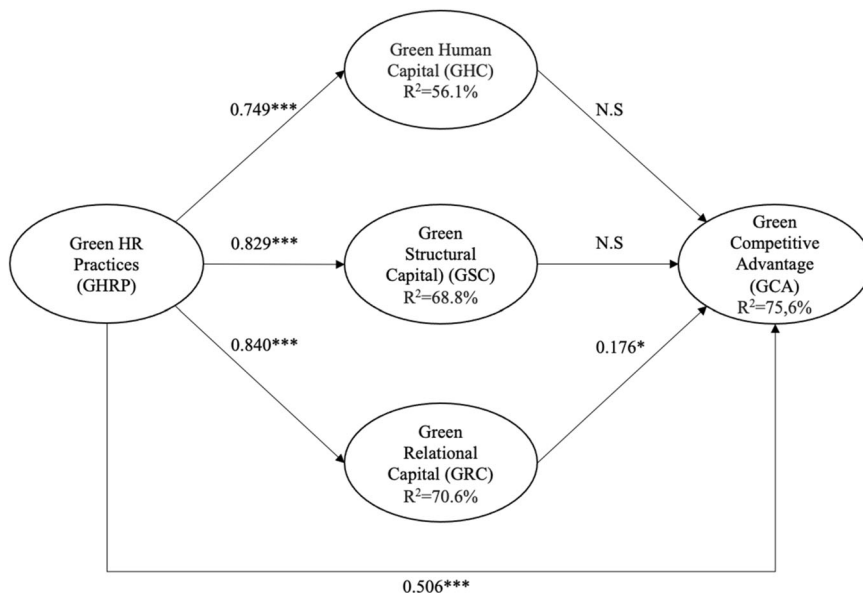 Green Human
Capital (GHC)
R²=56.1%
0.749***
N.S
Green HR
Practices
(GHRP)
0.829***
Green
Structural
Capital) (GSC)
R²=68.8%
N.S
Green
Competitive
Advantage
(GCA)
R²=75,6%
0.840***
0.176*
Green
Relational
Capital (GRC)
R²=70.6%
0.506***